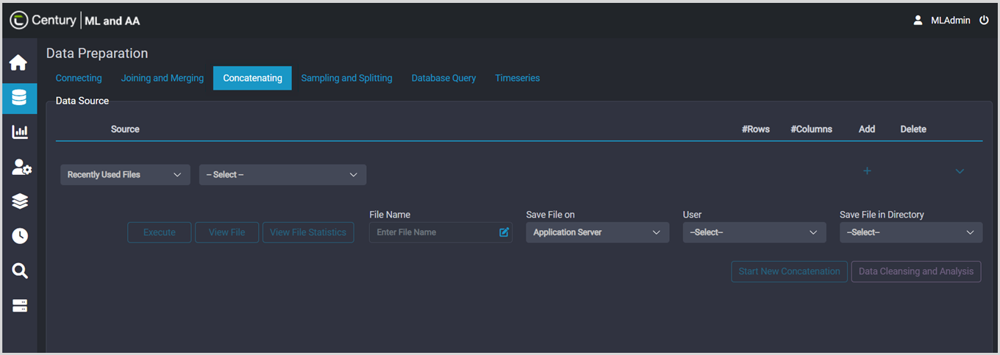 Century | ML and AA
MLAdmin
Data Preparation
Connecting Joining and Merging Concatenating Sampling and Splitting Database Query Timeseries
Data Source
Source #Rows #Columns Add Delete
Recently Used Files -- Select --
File Name Save File on User Save File in Directory
Execute View File View File Statistics Enter File Name Application Server --Select-- --Select--
Start New Concatenation Data Cleansing and Analysis